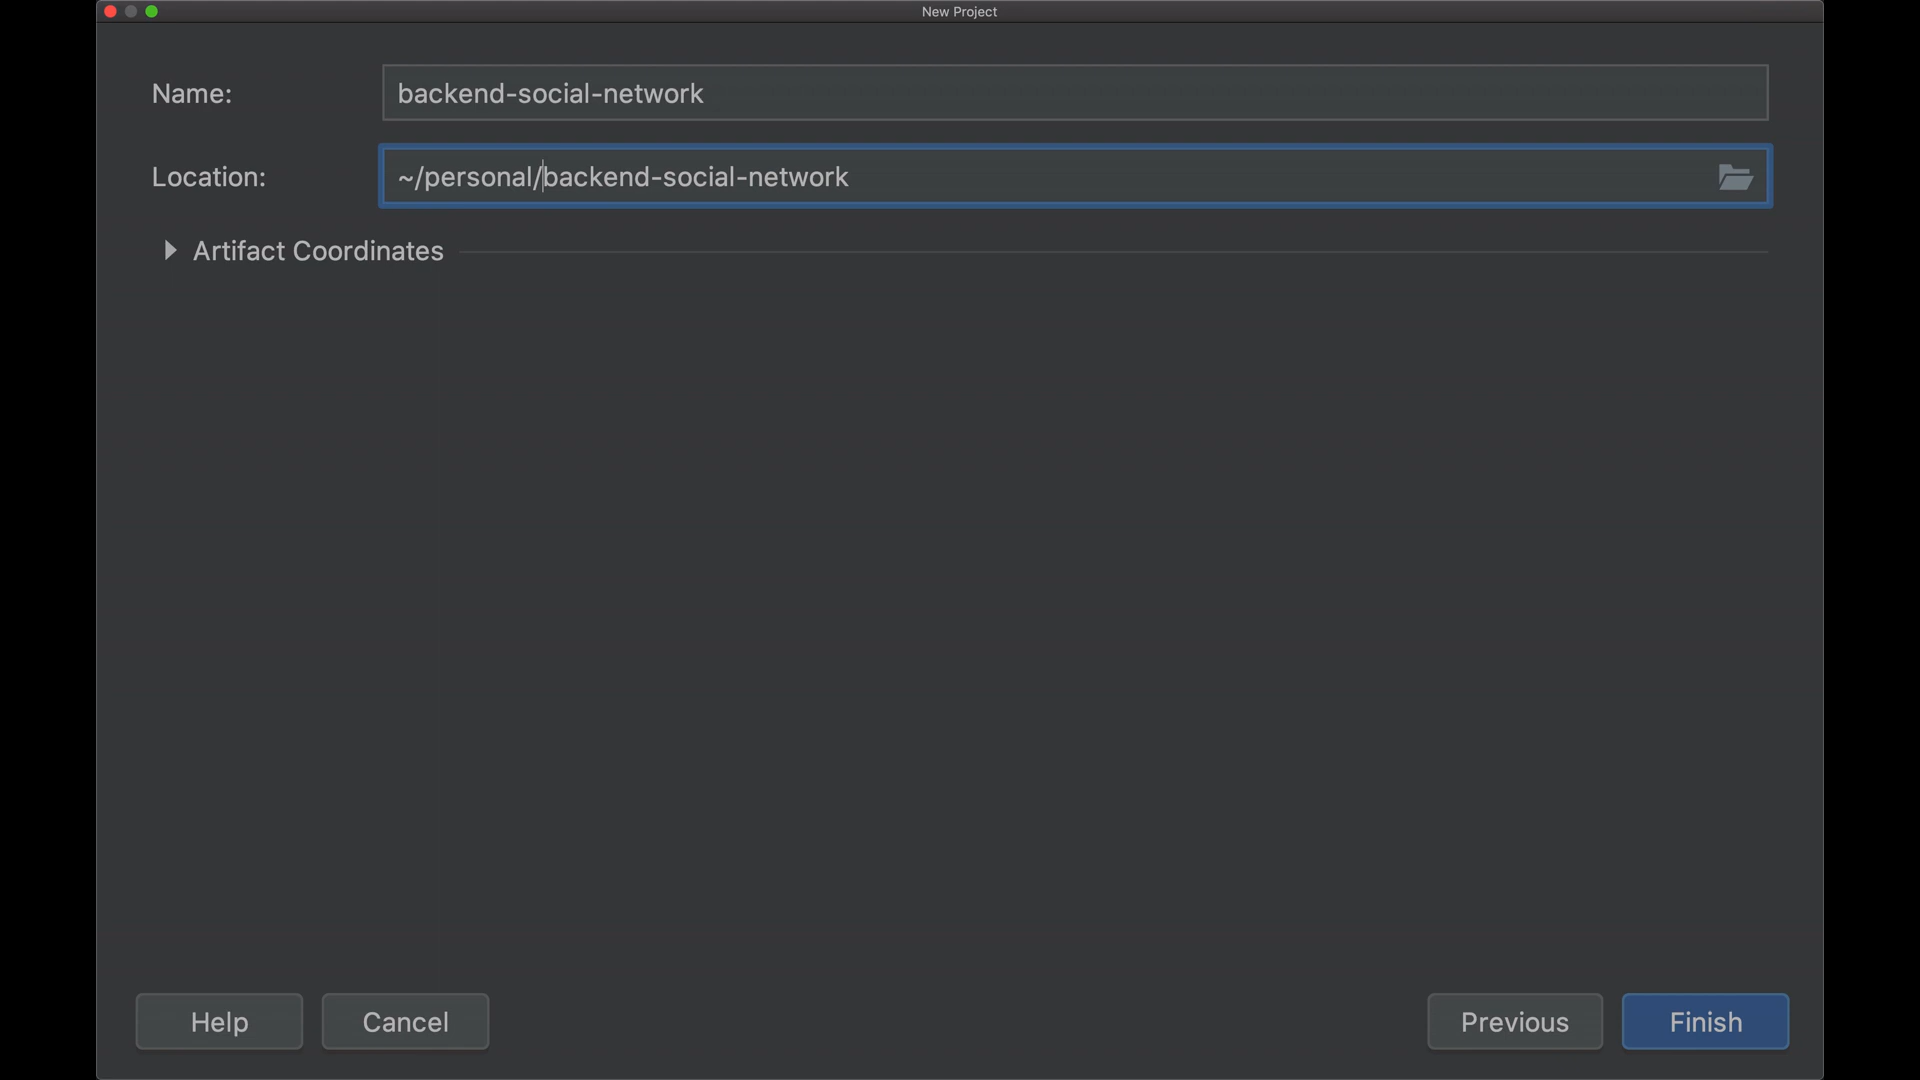 New Project
Name: backend-social-network
Location: ~/personal/backend-social-network
Artifact Coordinates
Help Cancel Previous Finish